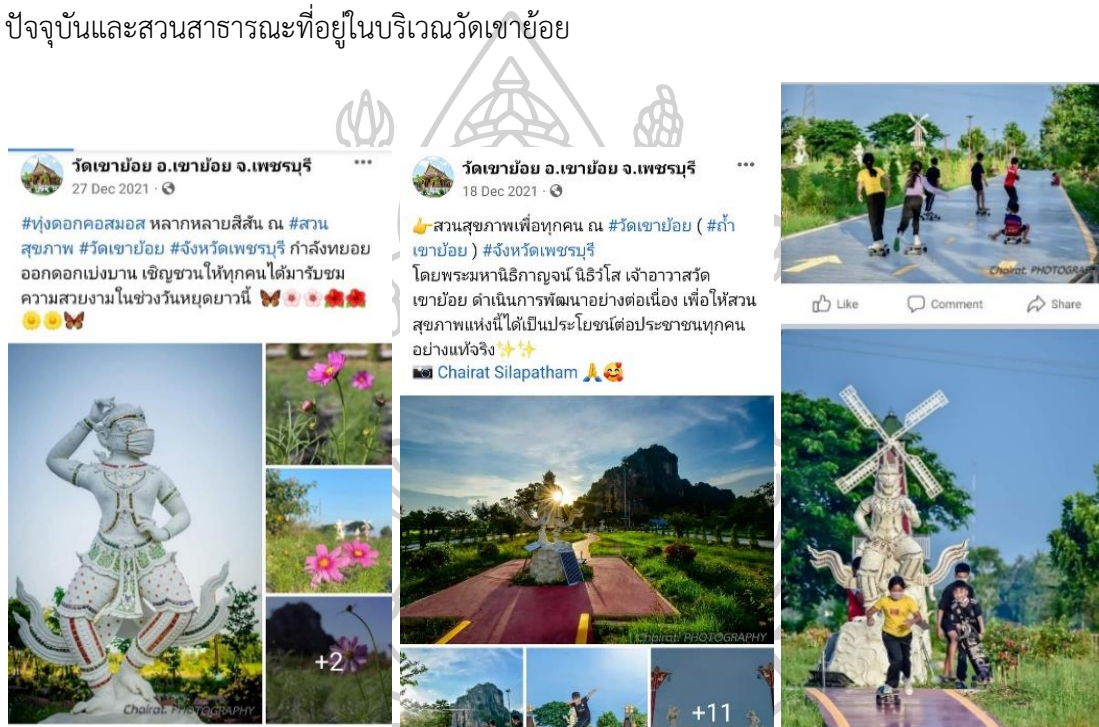 ปัจจุบันและสวนสาธารณะที่อยู่ในบริเวณวัดเขาย้อย
วัดเขาย้อย อ.เขาย้อย จ.เพชรบุรี
27 Dec 2021
#ทุ่งดอกคอสมอส หลากหลายสีสัน ณ #สวน
สุขภาพ #วัดเขาย้อย #จังหวัดเพชรบุรี กำลังทยอย
ออกดอกเบ่งบาน เชิญชวนให้ทุกคนได้มารับชม
ความสวยงามในช่วงวันหยุดยาวนี้
+2
Chairat. PHOTOGRAPHY
วัดเขาย้อย อ.เขาย้อย จ.เพชรบุรี
18 Dec 2021
👉สวนสุขภาพเพื่อทุกคน ณ #วัดเขาย้อย ( #ถ้ำ
เขาย้อย ) #จังหวัดเพชรบุรี
โดยพระมหานิธิกาญจน์ นิธิวํโส เจ้าอาวาสวัด
เขาย้อย ดำเนินการพัฒนาอย่างต่อเนื่อง เพื่อให้สวน
สุขภาพแห่งนี้ได้เป็นประโยชน์ต่อประชาชนทุกคน
อย่างแท้จริง✨✨
📷 Chairat Silapatham 🙏🥰
Chairat. PHOTOGRAPHY
+11
Chairat. PHOTOGRA
Like Comment Share